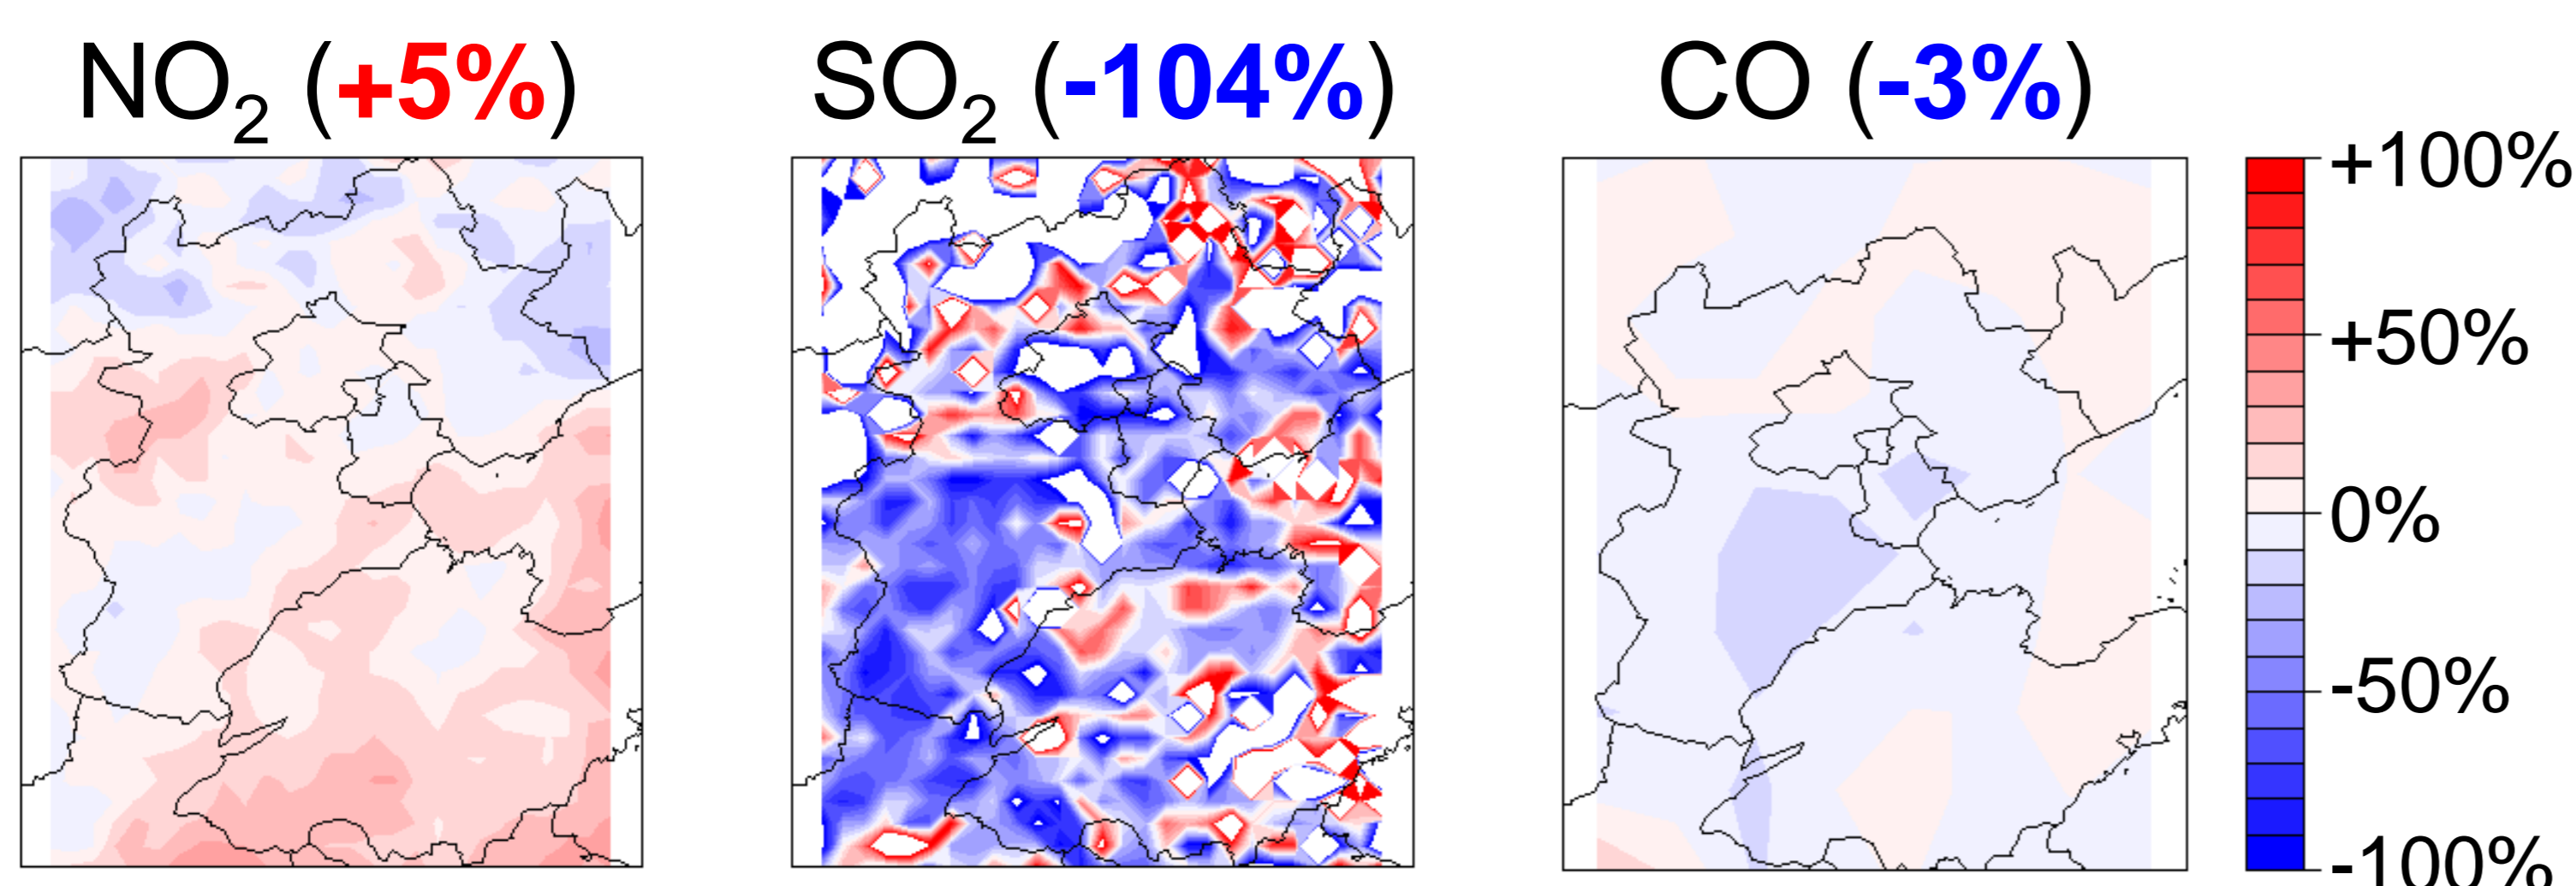 NO₂ (+5%)
SO₂ (-104%)
CO (-3%)
+100%
+50%
0%
-50%
-100%